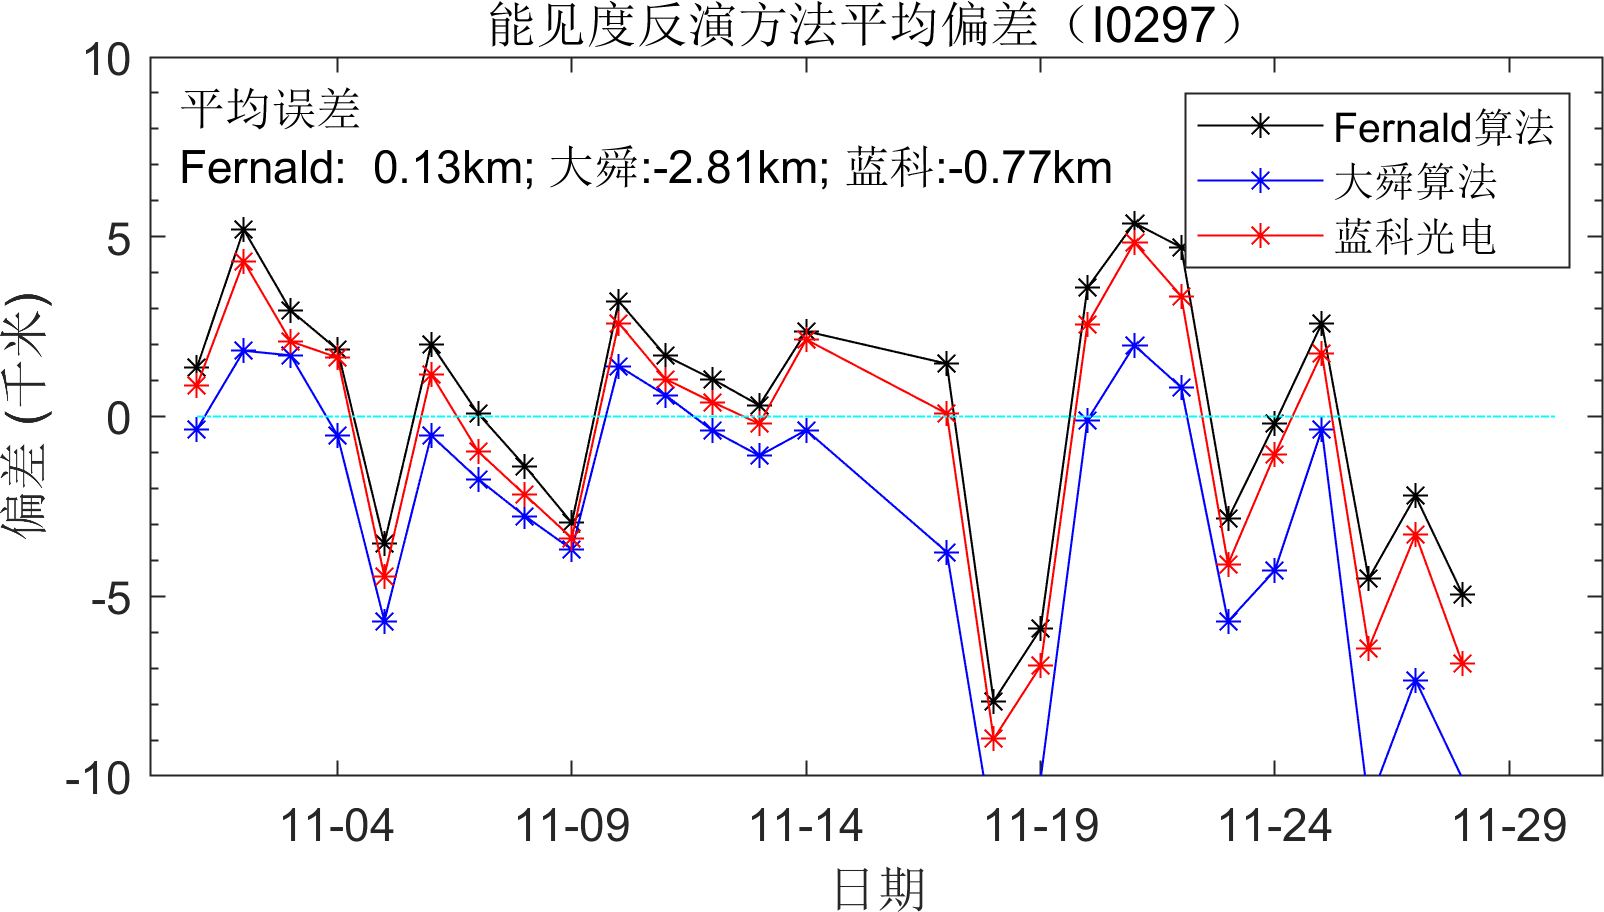 能见度反演方法平均偏差（I0297）
平均误差
Fernald:  0.13km; 大舜:-2.81km; 蓝科:-0.77km
Fernald算法
大舜算法
蓝科光电
10
5
0
-5
-10
偏差 (千米)
11-04 11-09 11-14 11-19 11-24 11-29
日期